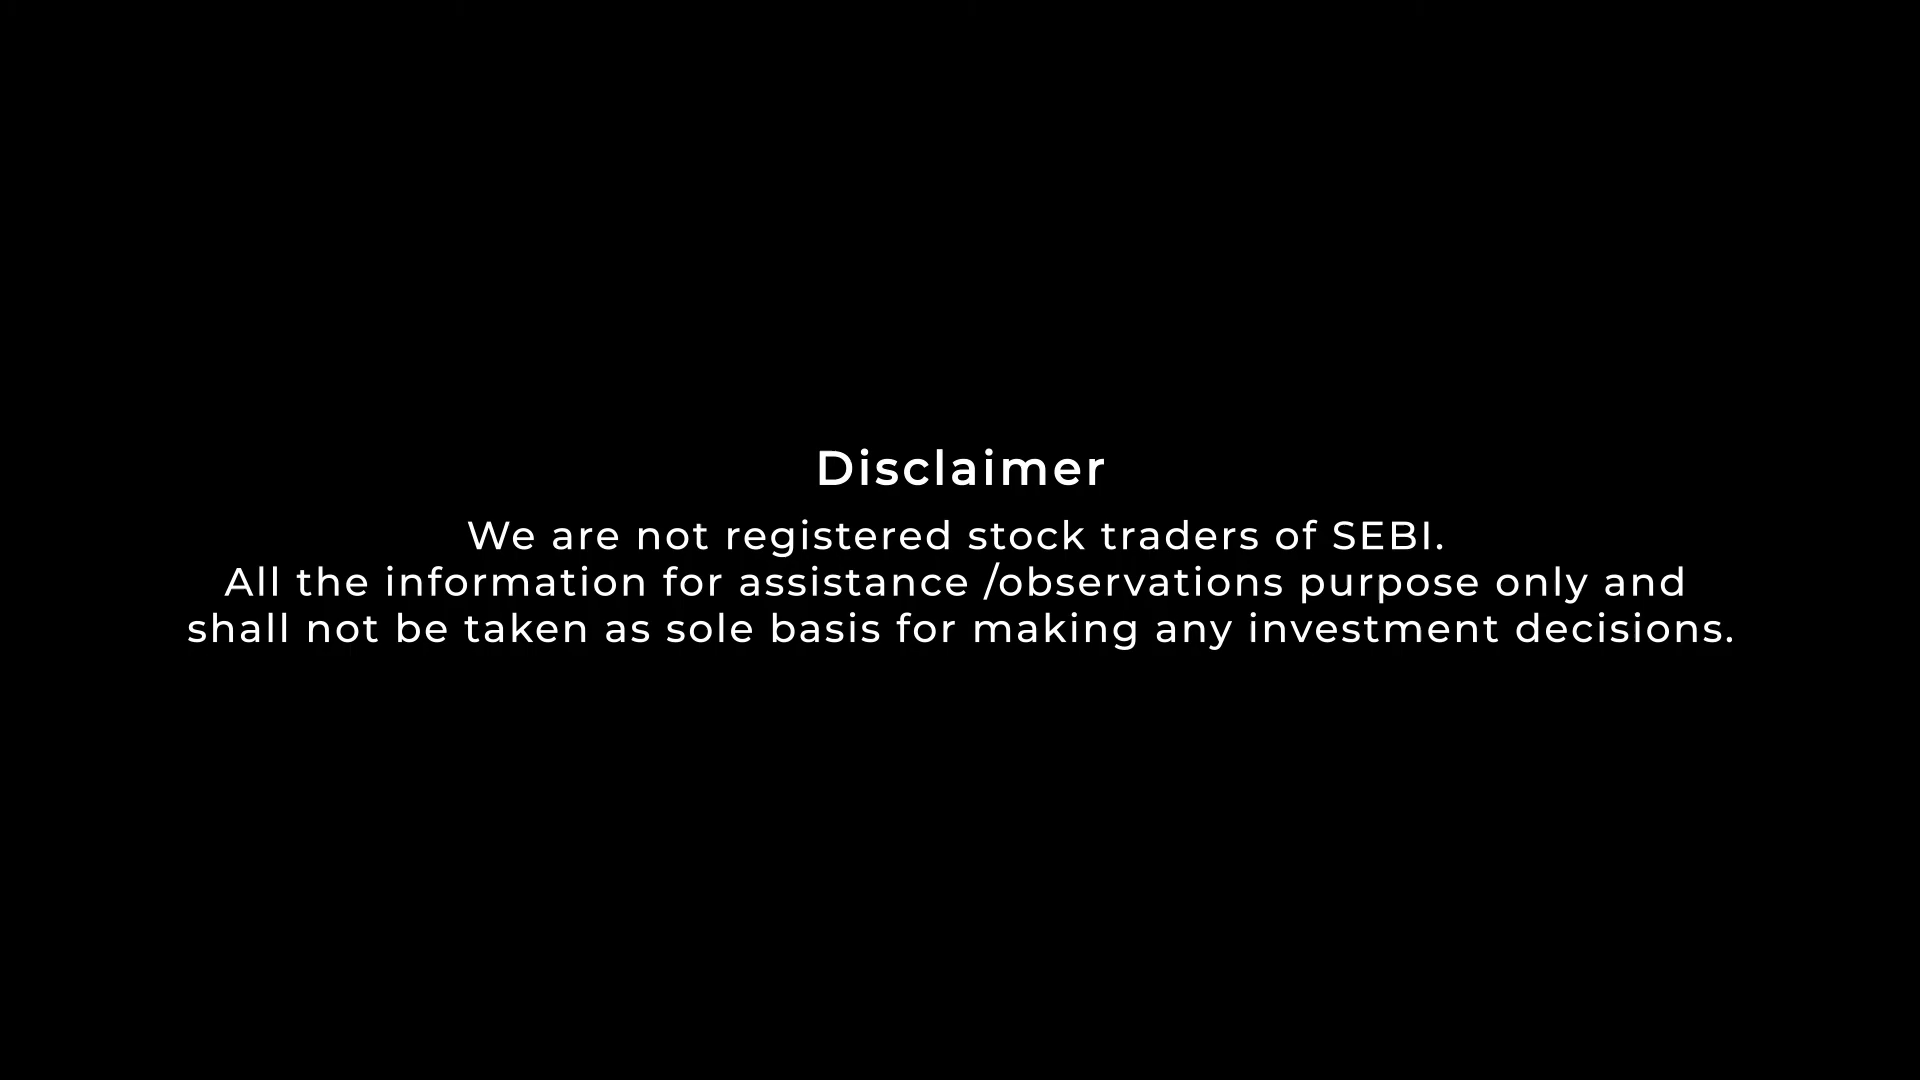 Disclaimer
We are not registered stock traders of SEBI.
All the information for assistance /observations purpose only and
shall not be taken as sole basis for making any investment decisions.